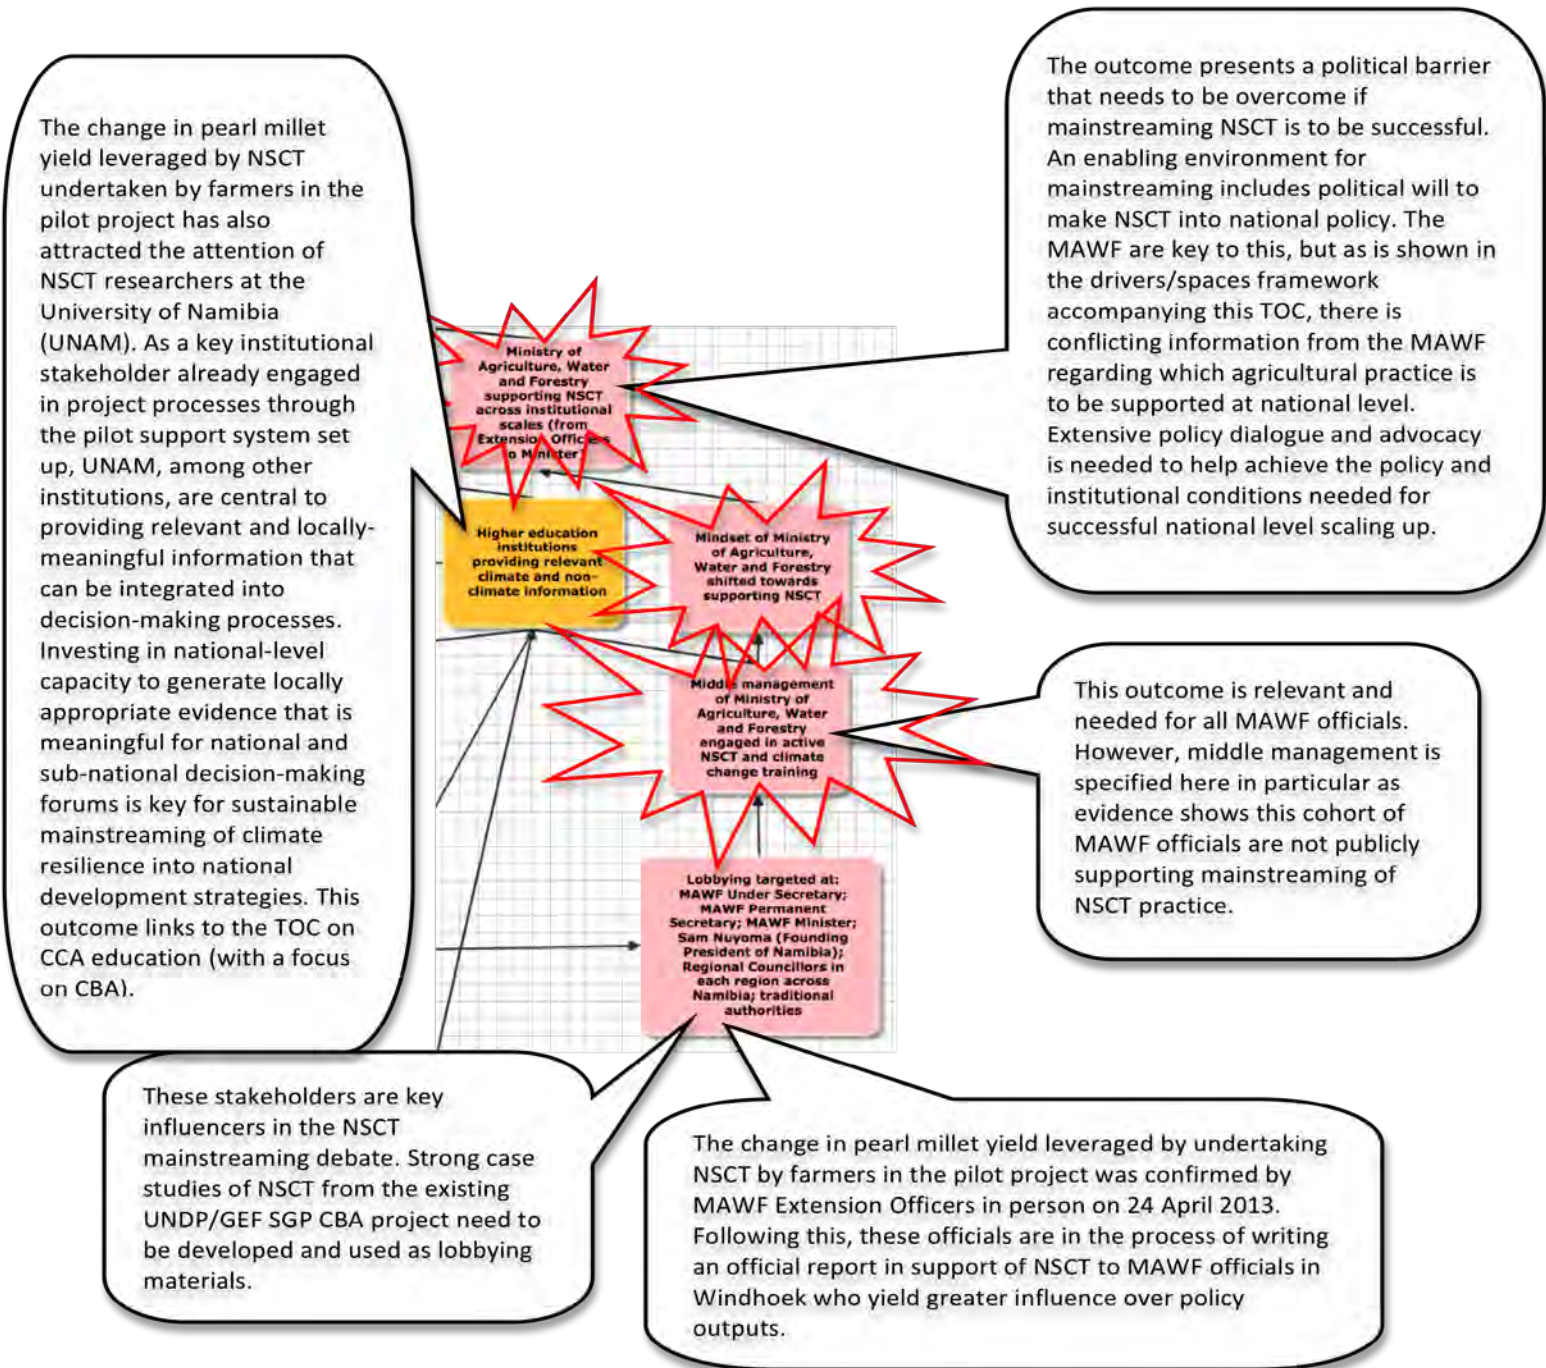 The change in pearl millet
yield leveraged by NSCT
undertaken by farmers in the
pilot project has also
attracted the attention of
NSCT researchers at the
University of Namibia
(UNAM). As a key institutional
stakeholder already engaged
in project processes through
the pilot support system set
up, UNAM, among other
institutions, are central to
providing relevant and locally-
meaningful information that
can be integrated into
decision-making processes.
Investing in national-level
capacity to generate locally
appropriate evidence that is
meaningful for national and
sub-national decision-making
forums is key for sustainable
mainstreaming of climate
resilience into national
development strategies. This
outcome links to the TOC on
CCA education (with a focus
on CBA).
The outcome presents a political barrier
that needs to be overcome if
mainstreaming NSCT is to be successful.
An enabling environment for
mainstreaming includes political will to
make NSCT into national policy. The
MAWF are key to this, but as is shown in
the drivers/spaces framework
accompanying this TOC, there is
conflicting information from the MAWF
regarding which agricultural practice is
to be supported at national level.
Extensive policy dialogue and advocacy
is needed to help achieve the policy and
institutional conditions needed for
successful national level scaling up.
Ministry of
Agriculture, Water
and Forestry
supporting NSCT
across institutional
scales (from
Extension Officers
to Minister)
Higher education
institutions
providing relevant
climate and non-
climate information
Mindset of Ministry
of Agriculture,
Water and Forestry
shifted towards
supporting NSCT
Middle management
of Ministry of
Agriculture, Water
and Forestry
engaged in active
NSCT and climate
change training
This outcome is relevant and
needed for all MAWF officials.
However, middle management is
specified here in particular as
evidence shows this cohort of
MAWF officials are not publicly
supporting mainstreaming of
NSCT practice.
Lobbying targeted at:
MAWF Under Secretary;
MAWF Permanent
Secretary; MAWF Minister;
Sam Nuyoma (Founding
President of Namibia);
Regional Councillors in
each region across
Namibia; traditional
authorities
These stakeholders are key
influencers in the NSCT
mainstreaming debate. Strong case
studies of NSCT from the existing
UNDP/GEF SGP CBA project need to
be developed and used as lobbying
materials.
The change in pearl millet yield leveraged by undertaking
NSCT by farmers in the pilot project was confirmed by
MAWF Extension Officers in person on 24 April 2013.
Following this, these officials are in the process of writing
an official report in support of NSCT to MAWF officials in
Windhoek who yield greater influence over policy
outputs.